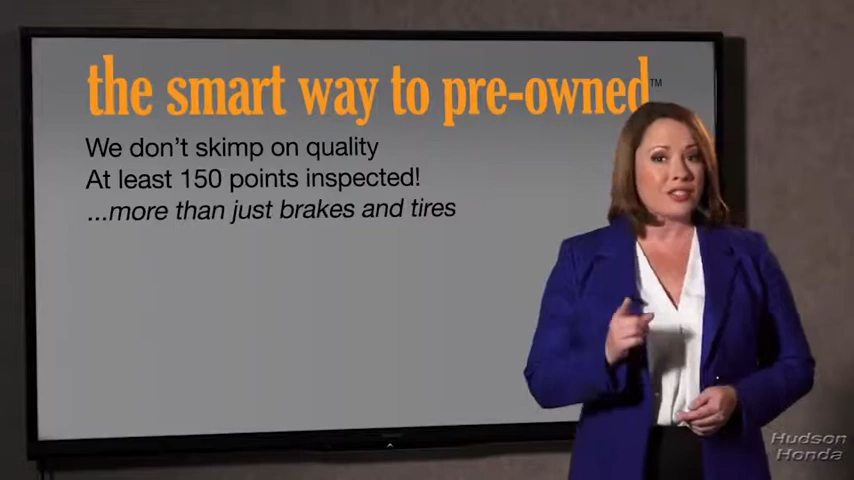 the smart way to pre-owned™
We don't skimp on quality
At least 150 points inspected!
...more than just brakes and tires
Hudson
Honda